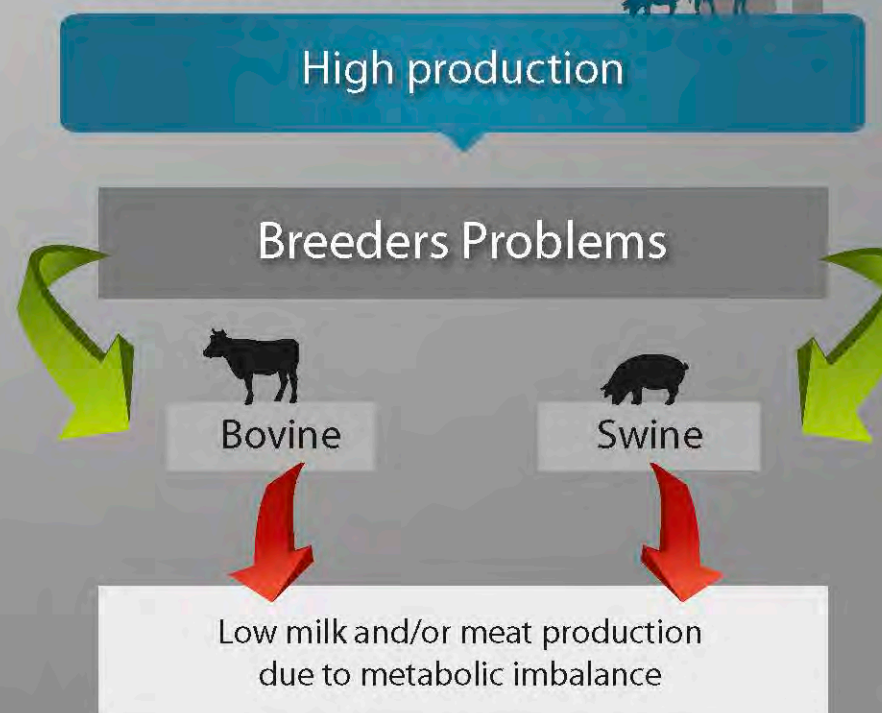 High production
Breeders Problems
Bovine
Swine
Low milk and/or meat production
due to metabolic imbalance